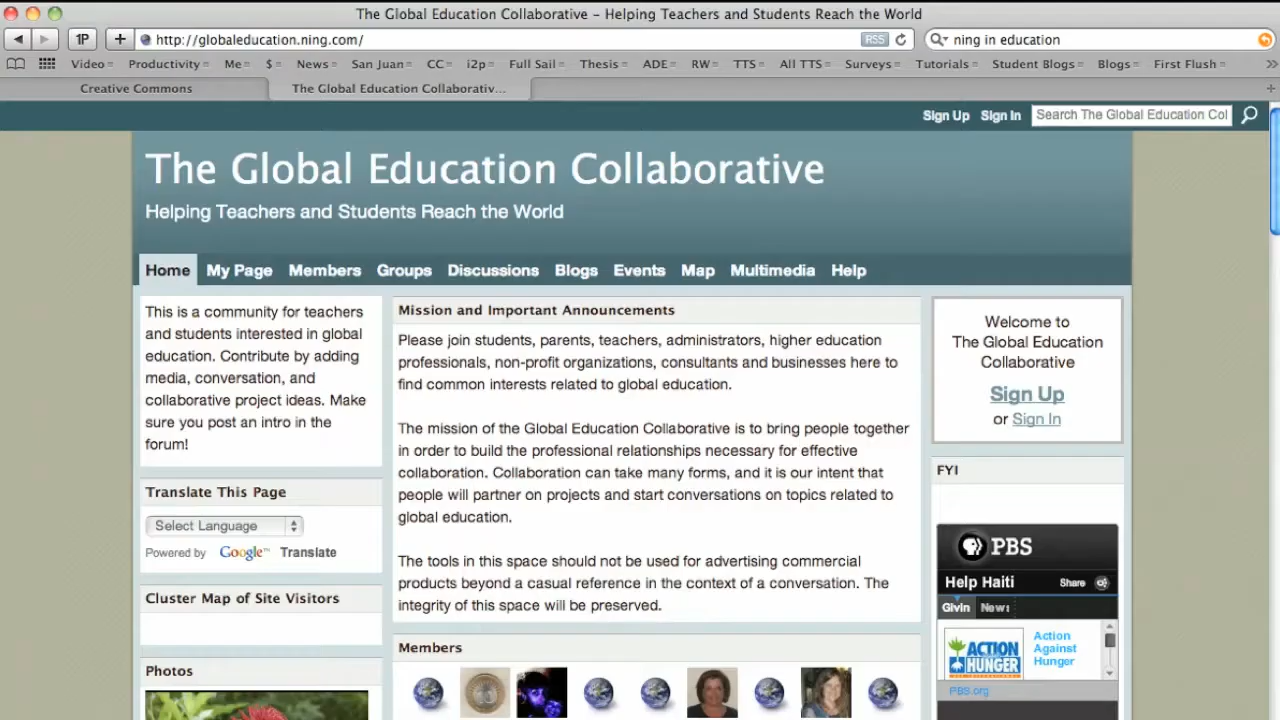 The Global Education Collaborative – Helping Teachers and Students Reach the World
1P
http://globaleducation.ning.com/
RSS
ning in education
Video
Productivity
Me
$
News
San Juan
CC
i2p
Full Sail
Thesis
ADE
RW
TTS
All TTS
Surveys
Tutorials
Student Blogs
Blogs
First Flush
Creative Commons
The Global Education Collaborativ...
Sign Up
Sign In
Search The Global Education Col
The Global Education Collaborative
Helping Teachers and Students Reach the World
Home
My Page
Members
Groups
Discussions
Blogs
Events
Map
Multimedia
Help
This is a community for teachers
and students interested in global
education. Contribute by adding
media, conversation, and
collaborative project ideas. Make
sure you post an intro in the
forum!
Translate This Page
Select Language
Powered by Google™ Translate
Cluster Map of Site Visitors
Photos
Mission and Important Announcements
Please join students, parents, teachers, administrators, higher education
professionals, non-profit organizations, consultants and businesses here to
find common interests related to global education.
The mission of the Global Education Collaborative is to bring people together
in order to build the professional relationships necessary for effective
collaboration. Collaboration can take many forms, and it is our intent that
people will partner on projects and start conversations on topics related to
global education.
The tools in this space should not be used for advertising commercial
products beyond a casual reference in the context of a conversation. The
integrity of this space will be preserved.
Members
Welcome to
The Global Education
Collaborative
Sign Up
or Sign In
FYI
PBS
Help Haiti
Share
Givin
News
ACTION
AGAINST
HUNGER
Action
Against
Hunger
PBS.org